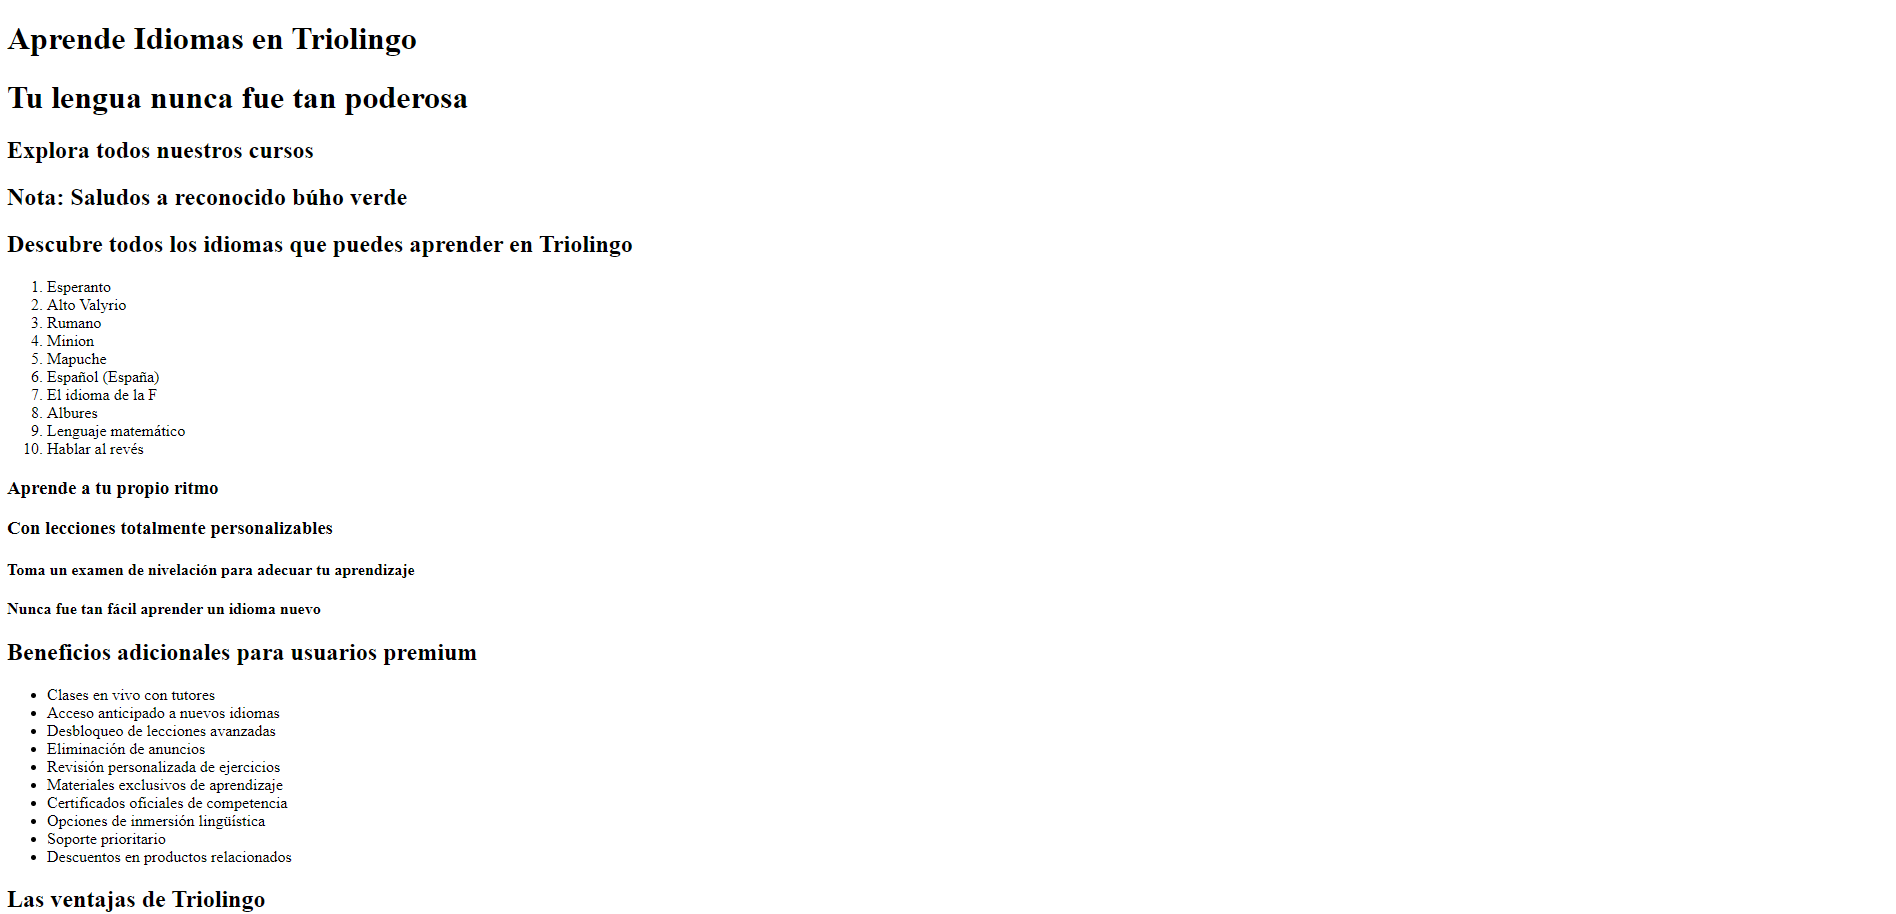 Aprende Idiomas en Triolingo
Tu lengua nunca fue tan poderosa
Explora todos nuestros cursos
Nota: Saludos a reconocido búho verde
Descubre todos los idiomas que puedes aprender en Triolingo
1. Esperanto
2. Alto Valyrio
3. Rumano
4. Minion
5. Mapuche
6. Español (España)
7. El idioma de la F
8. Albures
9. Lenguaje matemático
10. Hablar al revés
Aprende a tu propio ritmo
Con lecciones totalmente personalizables
Toma un examen de nivelación para adecuar tu aprendizaje
Nunca fue tan fácil aprender un idioma nuevo
Beneficios adicionales para usuarios premium
• Clases en vivo con tutores
• Acceso anticipado a nuevos idiomas
• Desbloqueo de lecciones avanzadas
• Eliminación de anuncios
• Revisión personalizada de ejercicios
• Materiales exclusivos de aprendizaje
• Certificados oficiales de competencia
• Opciones de inmersión lingüística
• Soporte prioritario
• Descuentos en productos relacionados
Las ventajas de Triolingo